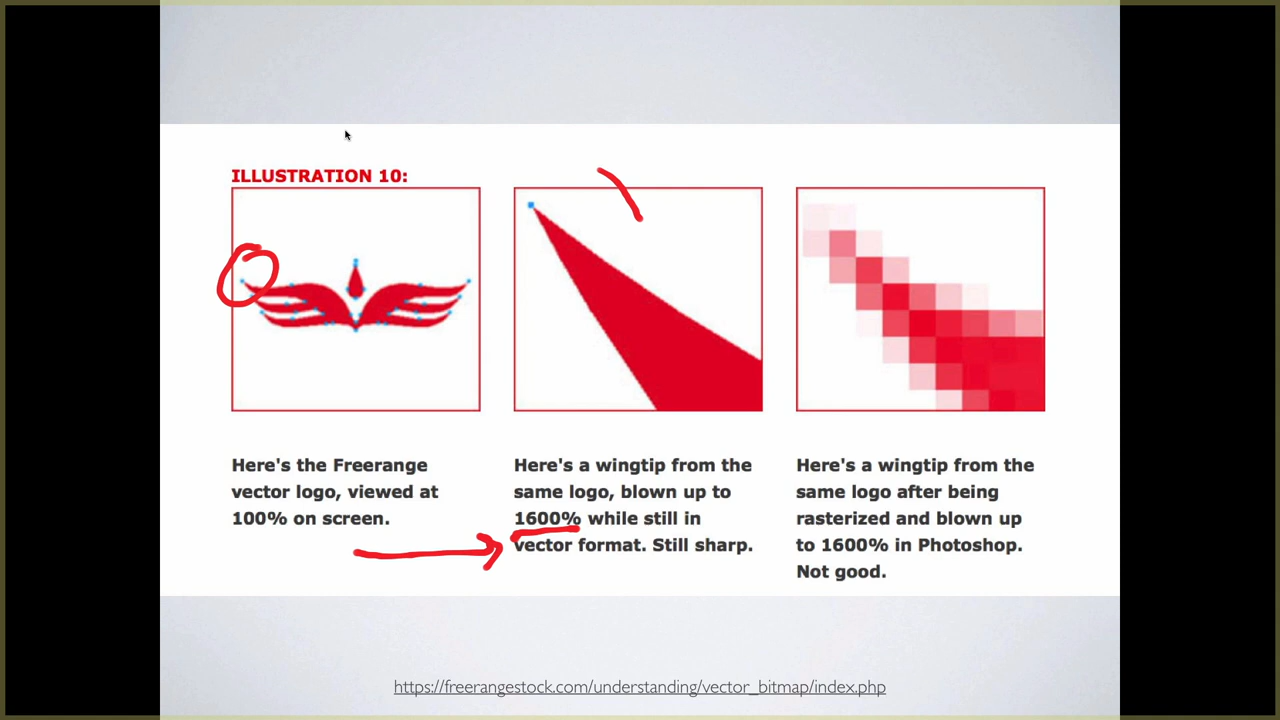 ILLUSTRATION 10:
Here's the Freerange
vector logo, viewed at
100% on screen.
Here's a wingtip from the
same logo, blown up to
1600% while still in
vector format. Still sharp.
Here's a wingtip from the
same logo after being
rasterized and blown up
to 1600% in Photoshop.
Not good.
https://freerangestock.com/understanding/vector_bitmap/index.php